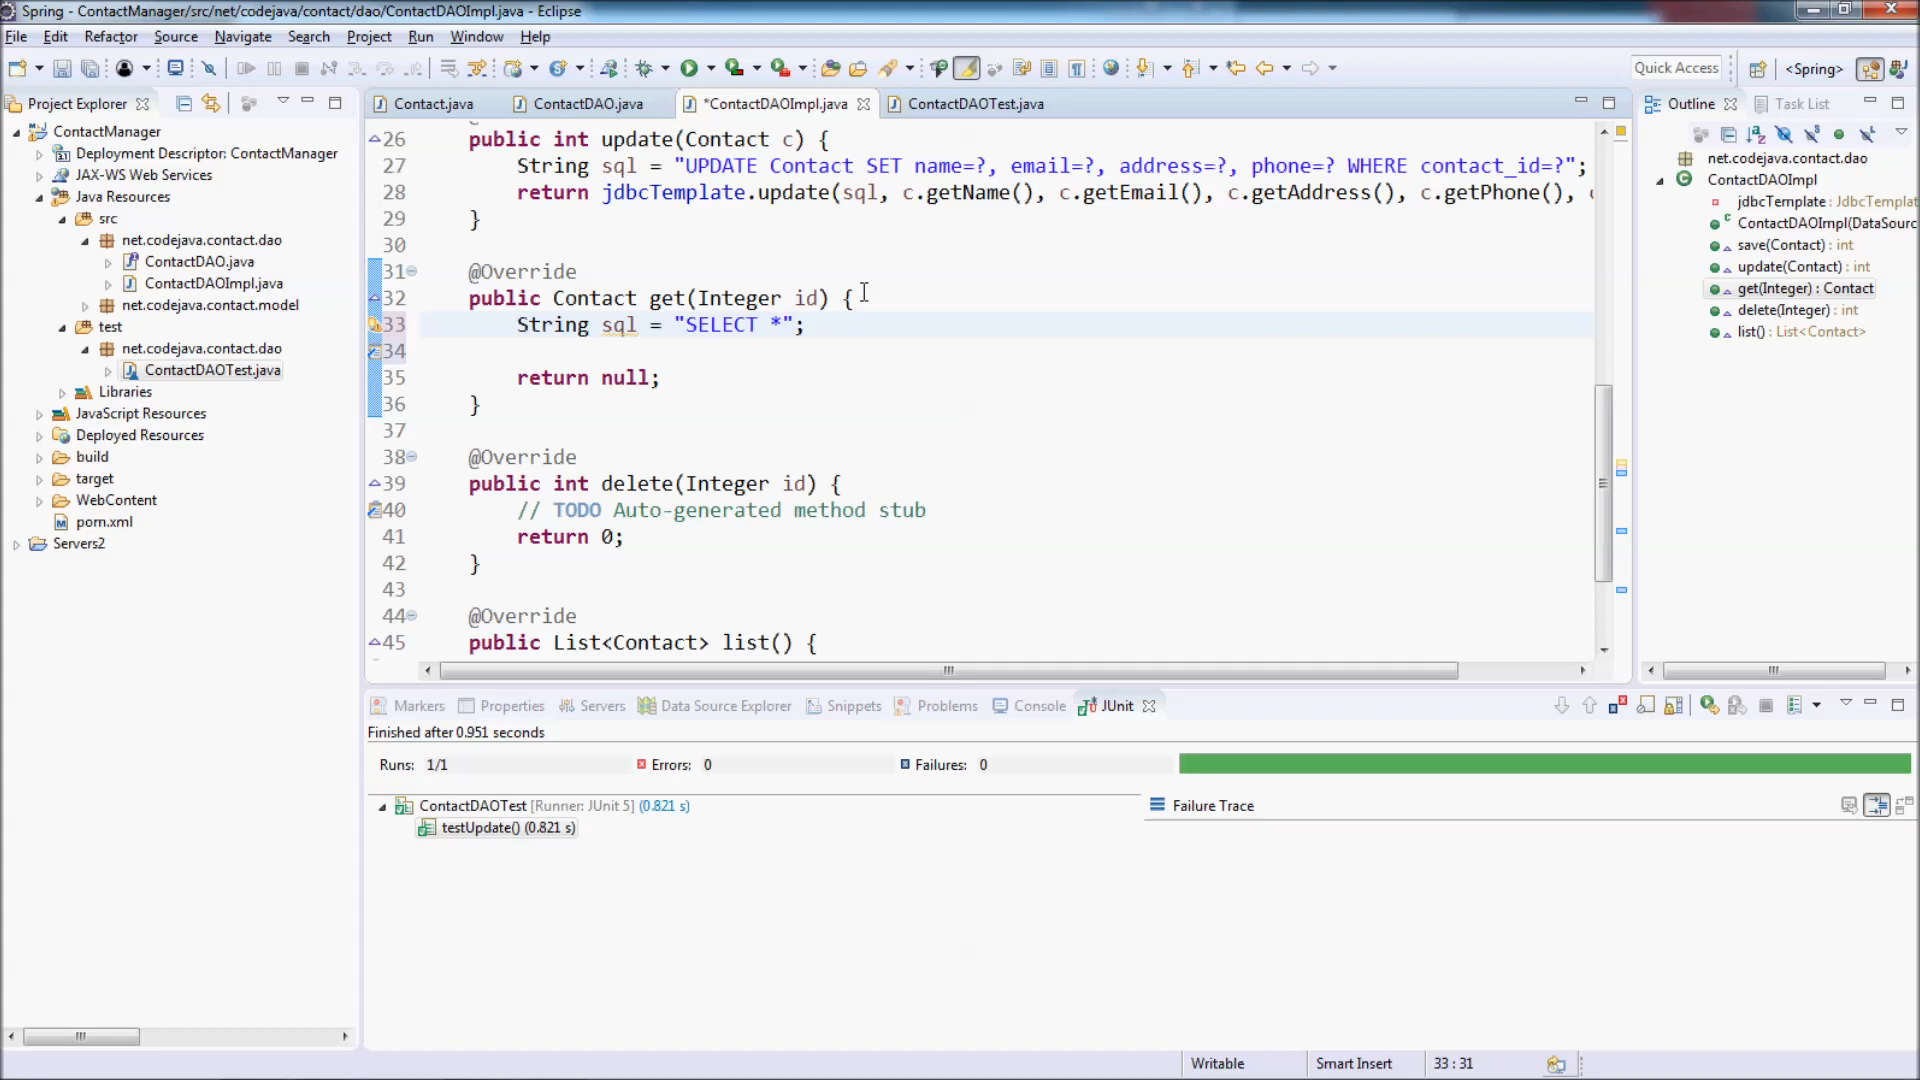 Spring - ContactManager/src/net/codejava/contact/dao/ContactDAOImpl.java - Eclipse
File Edit Refactor Source Navigate Search Project Run Window Help
Quick Access <Spring>
Project Explorer
ContactManager
Deployment Descriptor: ContactManager
JAX-WS Web Services
Java Resources
src
net.codejava.contact.dao
ContactDAO.java
ContactDAOImpl.java
net.codejava.contact.model
test
net.codejava.contact.dao
ContactDAOTest.java
Libraries
JavaScript Resources
Deployed Resources
build
target
WebContent
pom.xml
Servers2
Contact.java ContactDAO.java *ContactDAOImpl.java ContactDAOTest.java
26 public int update(Contact c) {
27 String sql = "UPDATE Contact SET name=?, email=?, address=?, phone=? WHERE contact_id=?";
28 return jdbcTemplate.update(sql, c.getName(), c.getEmail(), c.getAddress(), c.getPhone(),
29 }
30
31 @Override
32 public Contact get(Integer id) {
33 String sql = "SELECT *";
34
35 return null;
36 }
37
38 @Override
39 public int delete(Integer id) {
40 // TODO Auto-generated method stub
41 return 0;
42 }
43
44 @Override
45 public List<Contact> list() {
Outline Task List
net.codejava.contact.dao
ContactDAOImpl
jdbcTemplate : JdbcTemplat
ContactDAOImpl(DataSourc
save(Contact) : int
update(Contact) : int
get(Integer) : Contact
delete(Integer) : int
list() : List<Contact>
Markers Properties Servers Data Source Explorer Snippets Problems Console JUnit
Finished after 0.951 seconds
Runs: 1/1 Errors: 0 Failures: 0
ContactDAOTest [Runner: JUnit 5] (0.821 s)
testUpdate() (0.821 s)
Failure Trace
Writable Smart Insert 33 : 31